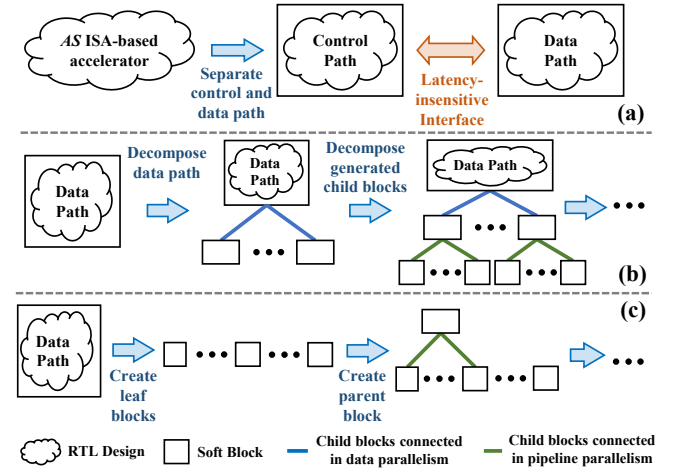 AS ISA-based
accelerator
Separate
control and
data path
Control
Path
Latency-
insensitive
Interface
Data
Path
(a)
Data
Path
Decompose
data path
Data
Path
Decompose
generated
child blocks
Data Path
(b)
Data
Path
Create
leaf
blocks
Create
parent
block
(c)
RTL Design
Soft Block
Child blocks connected
in data parallelism
Child blocks connected
in pipeline parallelism